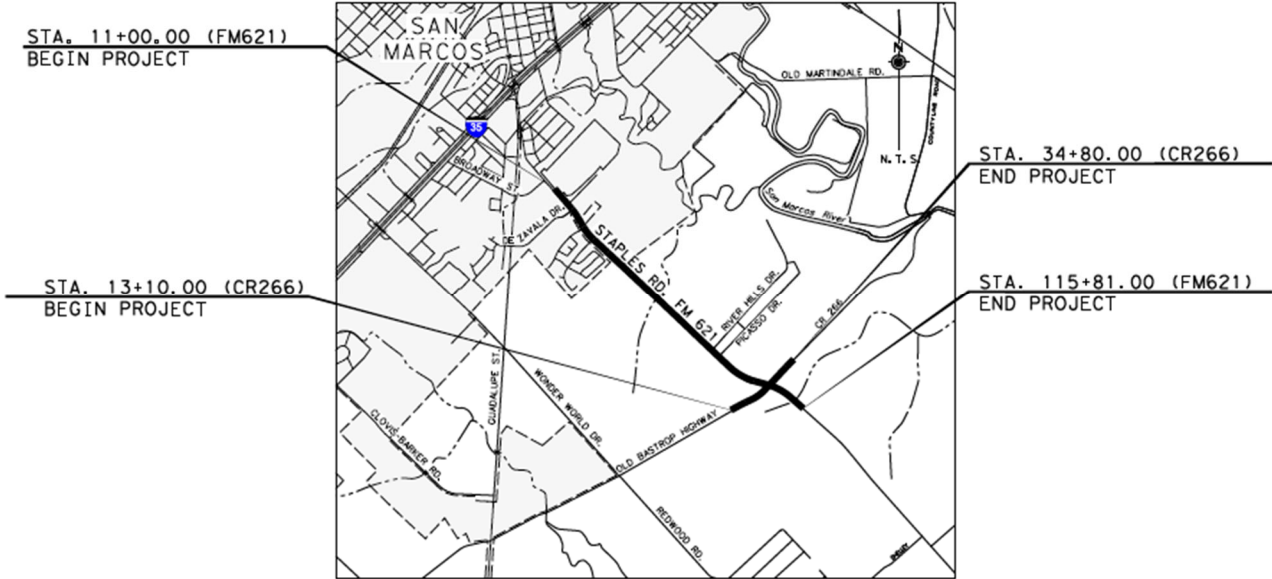 SAN
MARCOS
STA. 11+00.00 (FM621)
BEGIN PROJECT
OLD MARTINDALE RD.
N
COUNTYLINE ROAD
35
BROADWAY ST.
N.T.S.
STA. 34+80.00 (CR266)
END PROJECT
San Marcos River
DE ZAVALA DR.
STAPLES RD. FM 621
STA. 13+10.00 (CR266)
BEGIN PROJECT
RIVER HILLS DR.
PICASSO DR.
CR 266
STA. 115+81.00 (FM621)
END PROJECT
GUADALUPE ST.
WONDER WORLD DR.
CLOVIS-BARKER RD.
OLD BASTROP HIGHWAY
REDWOOD RD.